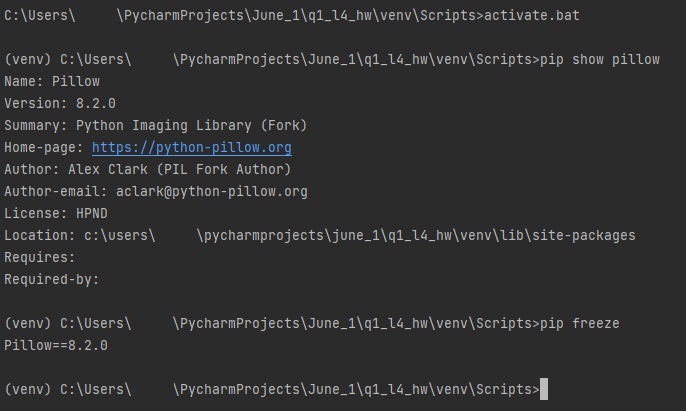 C:\Users\      \PycharmProjects\June_1\q1_l4_hw\venv\Scripts>activate.bat
(venv) C:\Users\      \PycharmProjects\June_1\q1_l4_hw\venv\Scripts>pip show pillow
Name: Pillow
Version: 8.2.0
Summary: Python Imaging Library (Fork)
Home-page: https://python-pillow.org
Author: Alex Clark (PIL Fork Author)
Author-email: aclark@python-pillow.org
License: HPND
Location: c:\users\      \pycharmprojects\june_1\q1_l4_hw\venv\lib\site-packages
Requires:
Required-by:
(venv) C:\Users\      \PycharmProjects\June_1\q1_l4_hw\venv\Scripts>pip freeze
Pillow==8.2.0
(venv) C:\Users\      \PycharmProjects\June_1\q1_l4_hw\venv\Scripts>